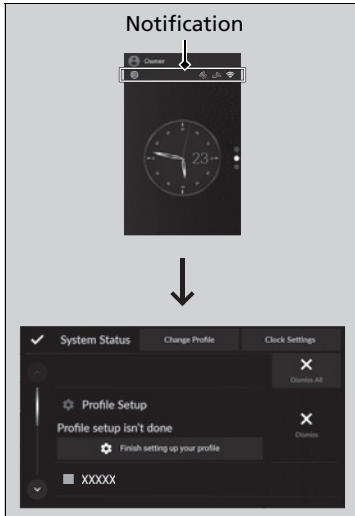 Notification
Owner
23
System Status
Change Profile
Clock Settings
Dismiss All
Profile Setup
Profile setup isn't done
Dismiss
Finish setting up your profile
XXXXX